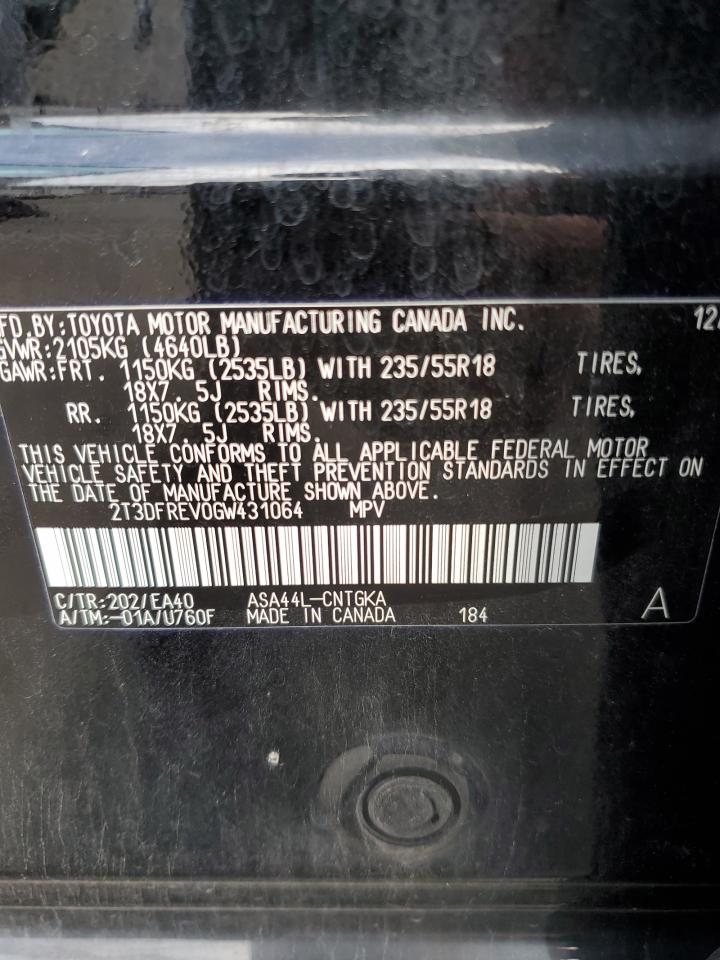 FD.BY:TOYOTA MOTOR MANUFACTURING CANADA INC. 12/
GVWR:2105KG (4640LB)
GAWR:FRT. 1150KG (2535LB) WITH 235/55R18 TIRES,
18X7.5J RIMS.
RR. 1150KG (2535LB) WITH 235/55R18 TIRES,
18X7.5J RIMS.
THIS VEHICLE CONFORMS TO ALL APPLICABLE FEDERAL MOTOR
VEHICLE SAFETY AND THEFT PREVENTION STANDARDS IN EFFECT ON
THE DATE OF MANUFACTURE SHOWN ABOVE.
2T3DFREV0GW431064 MPV
C/TR:202/EA40 ASA44L-CNTGKA
A/TM:-01A/U760F MADE IN CANADA 184 A